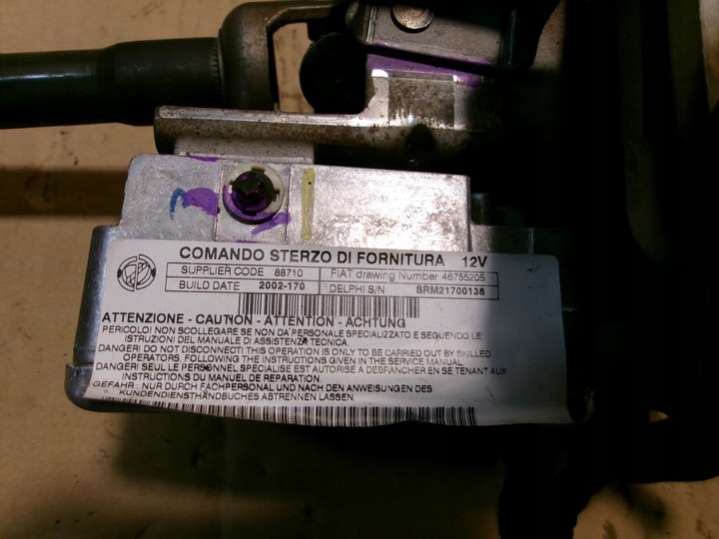 COMANDO STERZO DI FORNITURA 12V
SUPPLIER CODE 88710 FIAT drawing Number 46755205
BUILD DATE 2002-170 DELPHI S/N SRM21700138
ATTENZIONE - CAUTION - ATTENTION - ACHTUNG
PERICOLO! NON SCOLLEGARE SE NON DA PERSONALE SPECIALIZZATO E SEGUENDO LE
ISTRUZIONI DEL MANUALE DI ASSISTENZA TECNICA
DANGER! DO NOT DISCONNECT! THIS OPERATION IS ONLY TO BE CARRIED OUT BY SKILLED
OPERATORS, FOLLOWING THE INSTRUCTIONS GIVEN IN THE SERVICE MANUAL.
DANGER! SEUL LE PERSONNEL SPECIALISE EST AUTORISE A DEBRANCHER EN SE TENANT AUX
INSTRUCTIONS DU MANUEL DE REPARATION.
GEFAHR! NUR DURCH FACHPERSONAL UND NACH DEN ANWEISUNGEN DES
KUNDENDIENSTHANDBUCHES ABTRENNEN LASSEN.